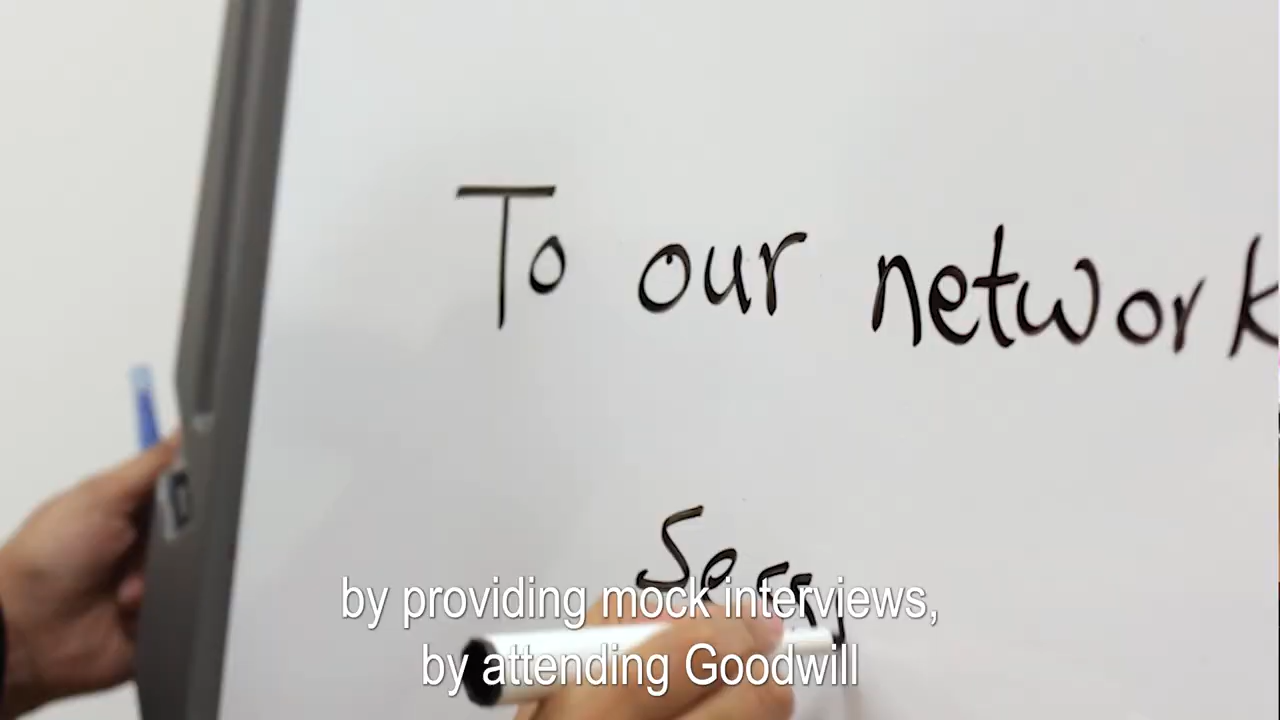 To our network
by providing mock interviews,
by attending Goodwill